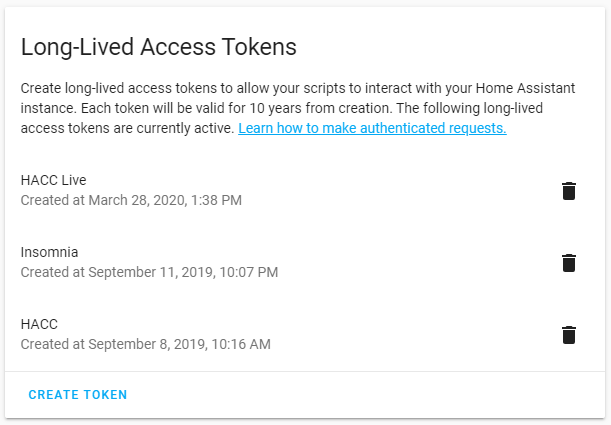 Long-Lived Access Tokens
Create long-lived access tokens to allow your scripts to interact with your Home Assistant
instance. Each token will be valid for 10 years from creation. The following long-lived
access tokens are currently active. Learn how to make authenticated requests.
HACC Live
Created at March 28, 2020, 1:38 PM
Insomnia
Created at September 11, 2019, 10:07 PM
HACC
Created at September 8, 2019, 10:16 AM
CREATE TOKEN